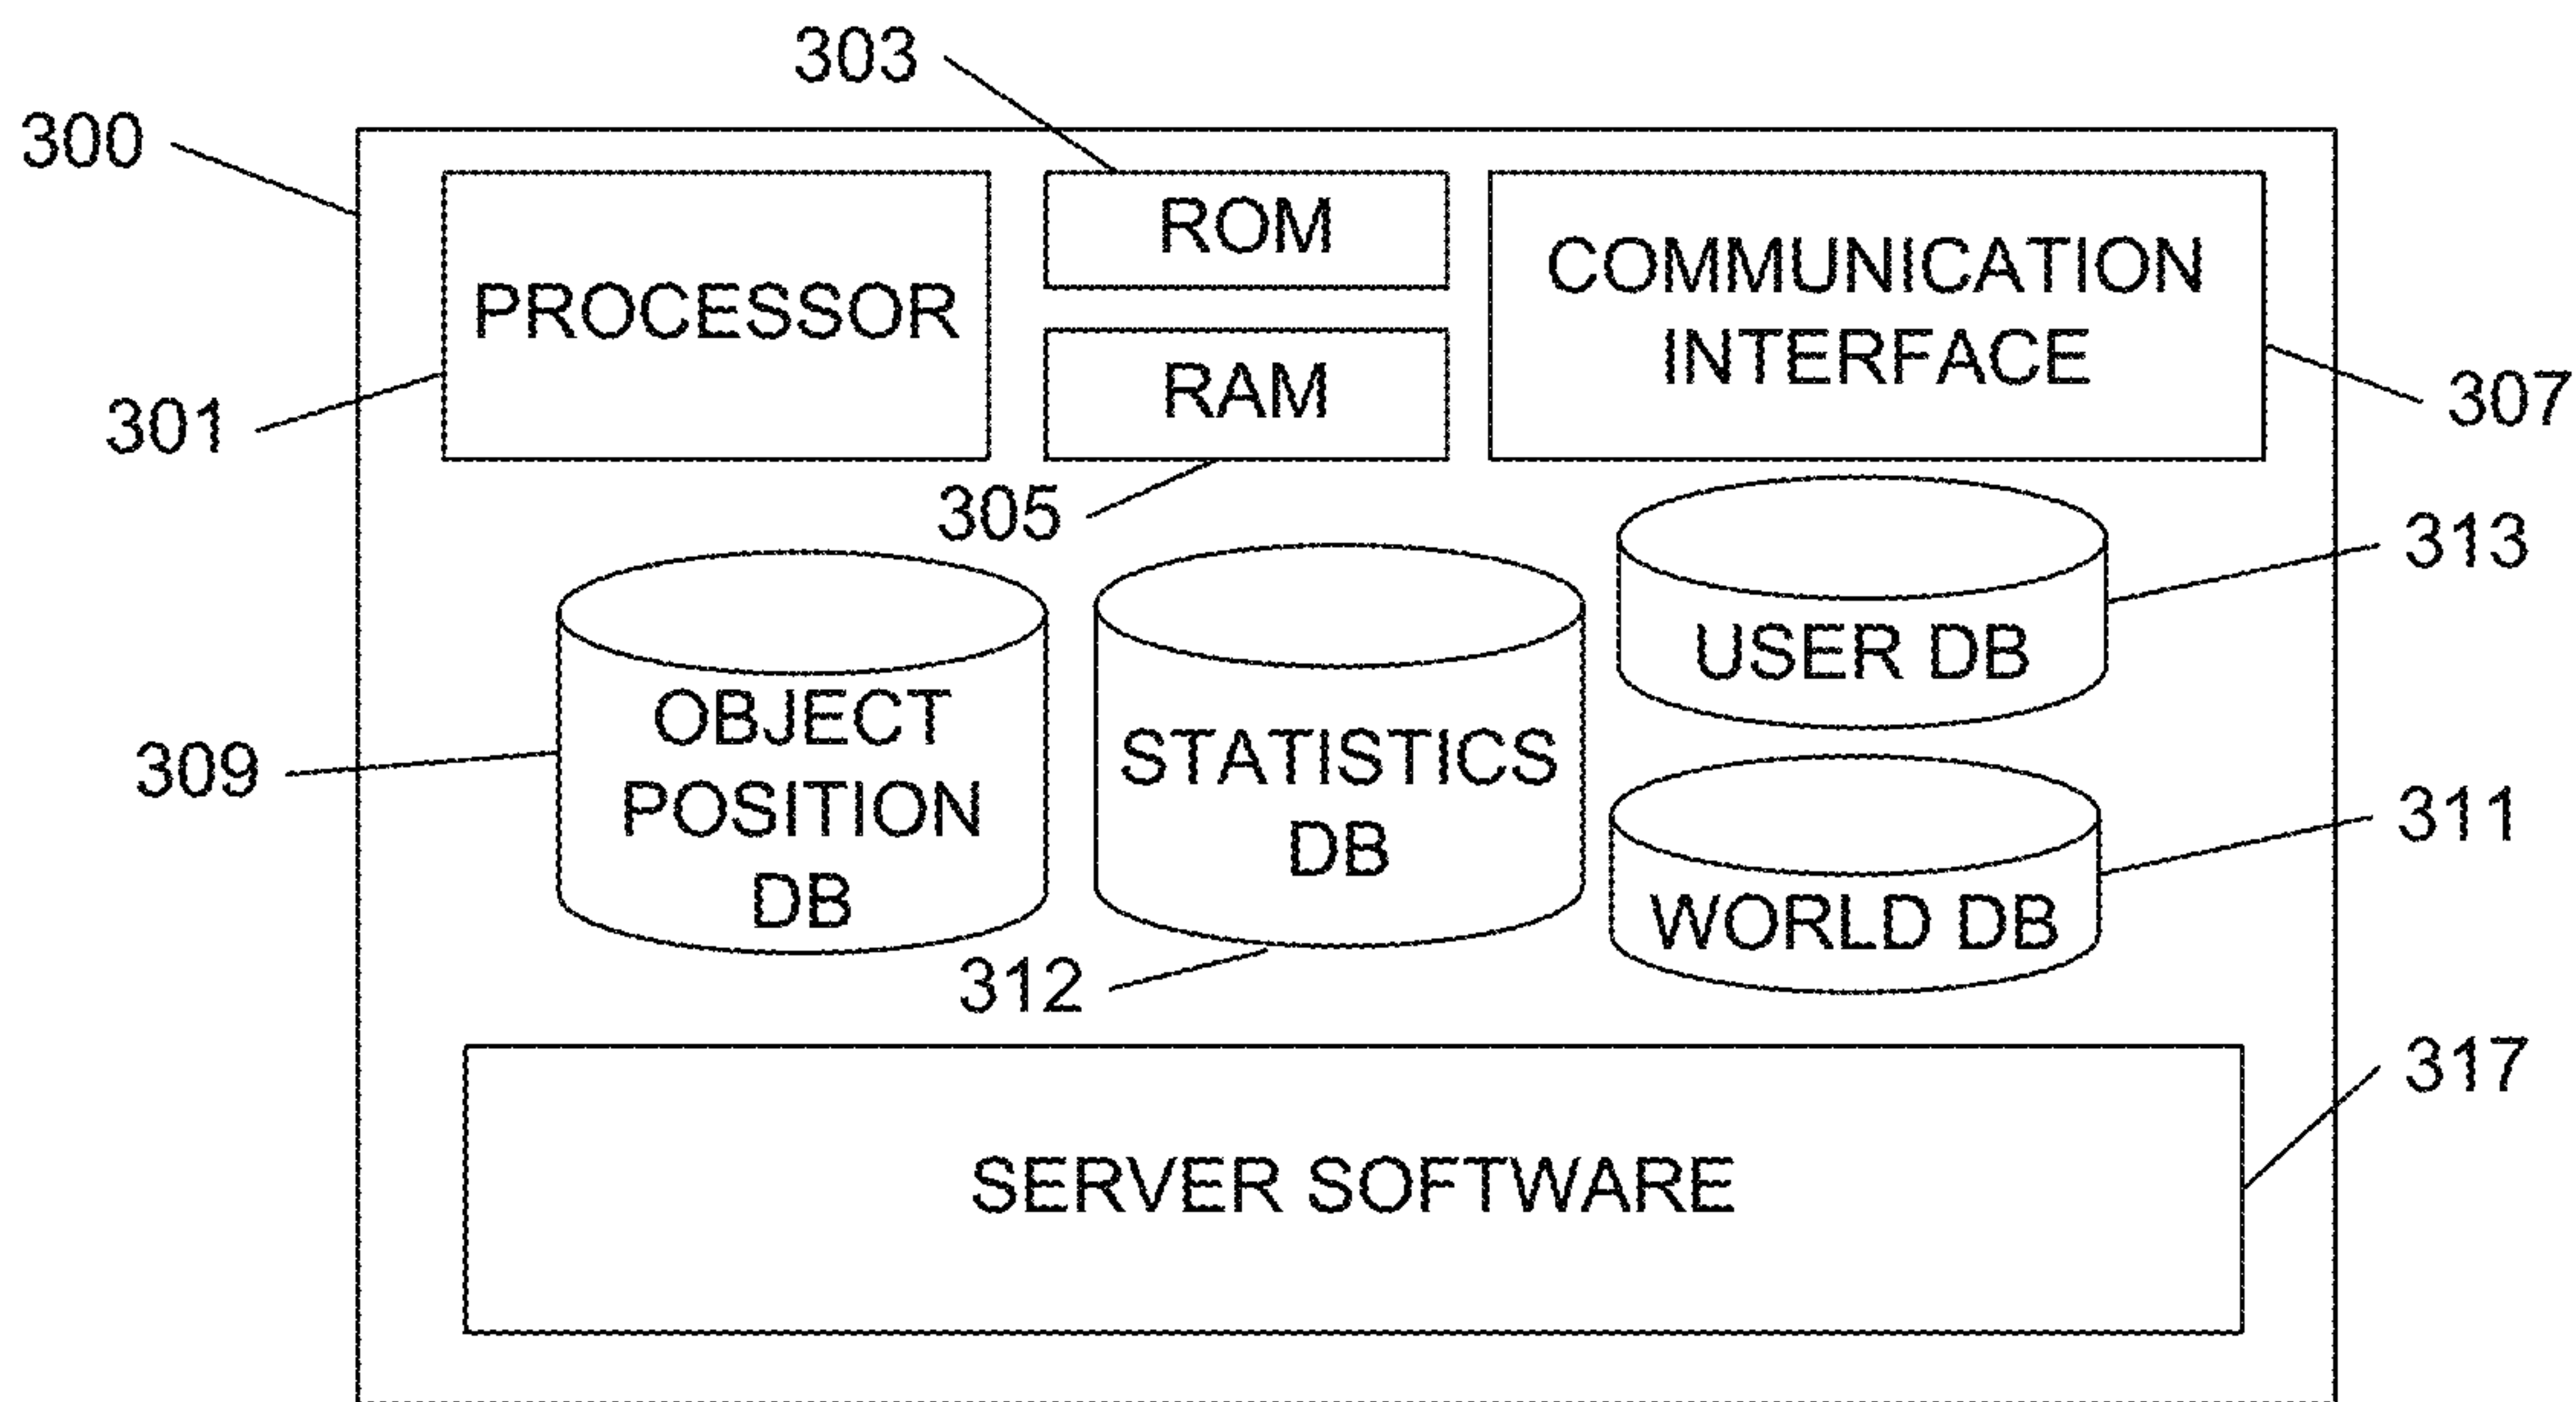 303
300
ROM
PROCESSOR
COMMUNICATION
INTERFACE
RAM
301
307
305
313
USER DB
OBJECT
POSITION
DB
STATISTICS
DB
309
311
WORLD DB
312
317
SERVER SOFTWARE